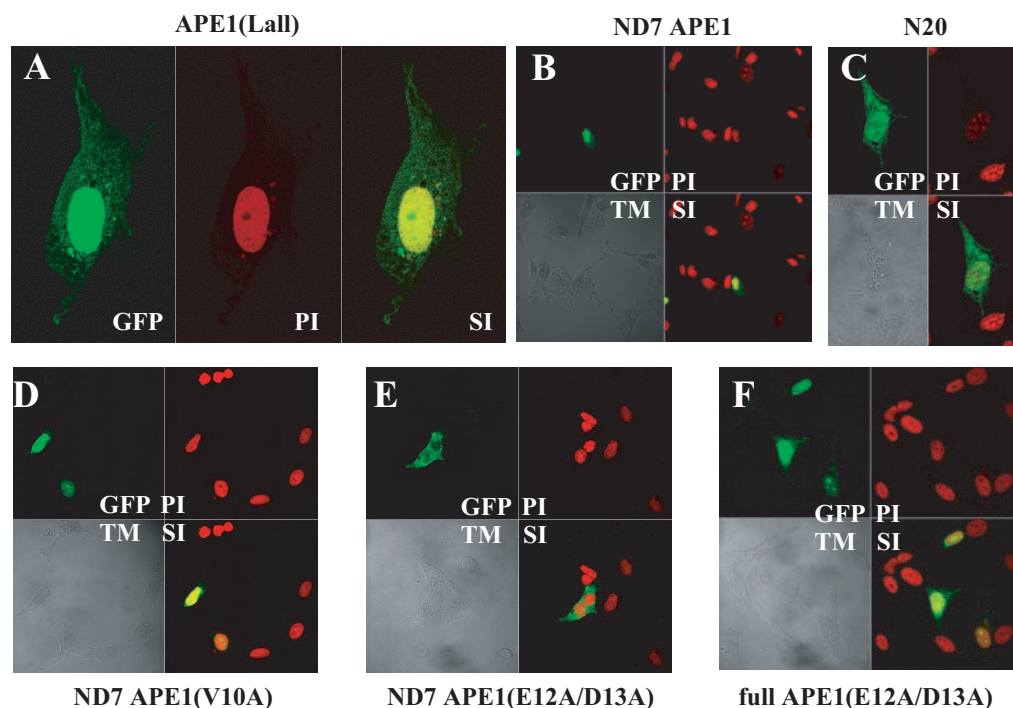 APE1(Lall)
ND7 APE1
N20
A
GFP
PI
SI
B
GFP PI
TM SI
C
GFP PI
TM SI
D
GFP PI
TM SI
E
GFP PI
TM SI
F
GFP PI
TM SI
ND7 APE1(V10A)
ND7 APE1(E12A/D13A)
full APE1(E12A/D13A)